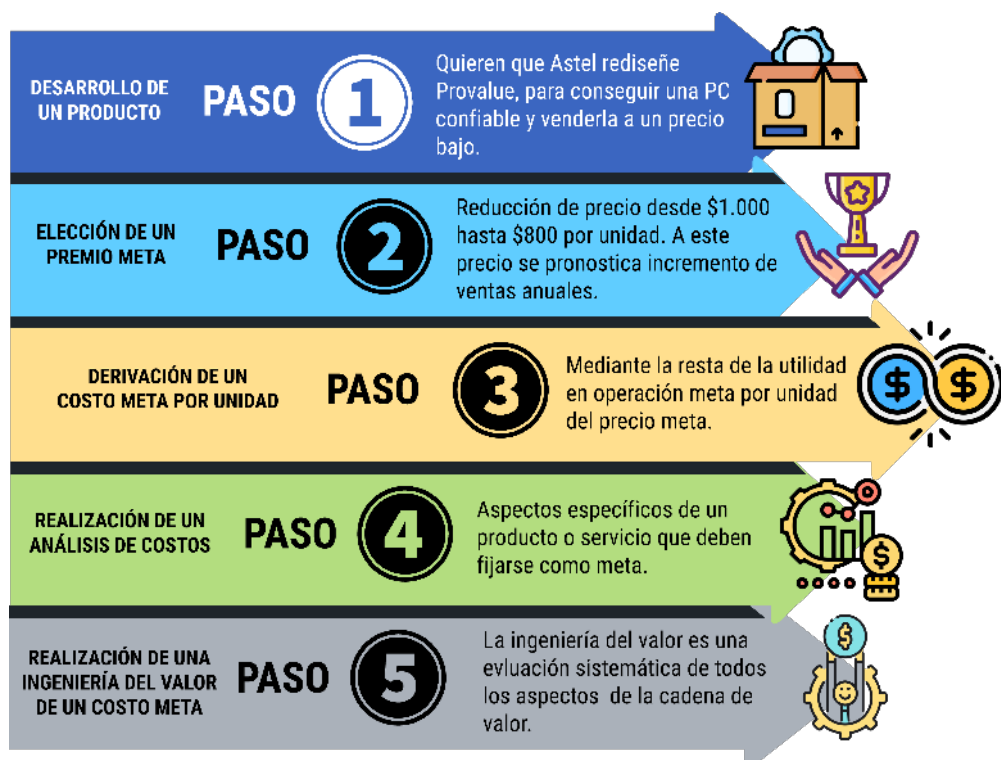 DESARROLLO DE
UN PRODUCTO
PASO
1
Quieren que Astel rediseñe
Provalue, para conseguir una PC
confiable y venderla a un precio
bajo.
ELECCIÓN DE UN
PREMIO META
PASO
2
Reducción de precio desde $1.000
hasta $800 por unidad. A este
precio se pronostica incremento de
ventas anuales.
DERIVACIÓN DE UN
COSTO META POR UNIDAD
PASO
3
Mediante la resta de la utilidad
en operación meta por unidad
del precio meta.
$ $
REALIZACIÓN DE UN
ANÁLISIS DE COSTOS
PASO
4
Aspectos específicos de un
producto o servicio que deben
fijarse como meta.
$
REALIZACIÓN DE UNA
INGENIERÍA DEL VALOR
DE UN COSTO META
PASO
5
La ingeniería del valor es una
evluación sistemática de todos
los aspectos de la cadena de
valor.
$